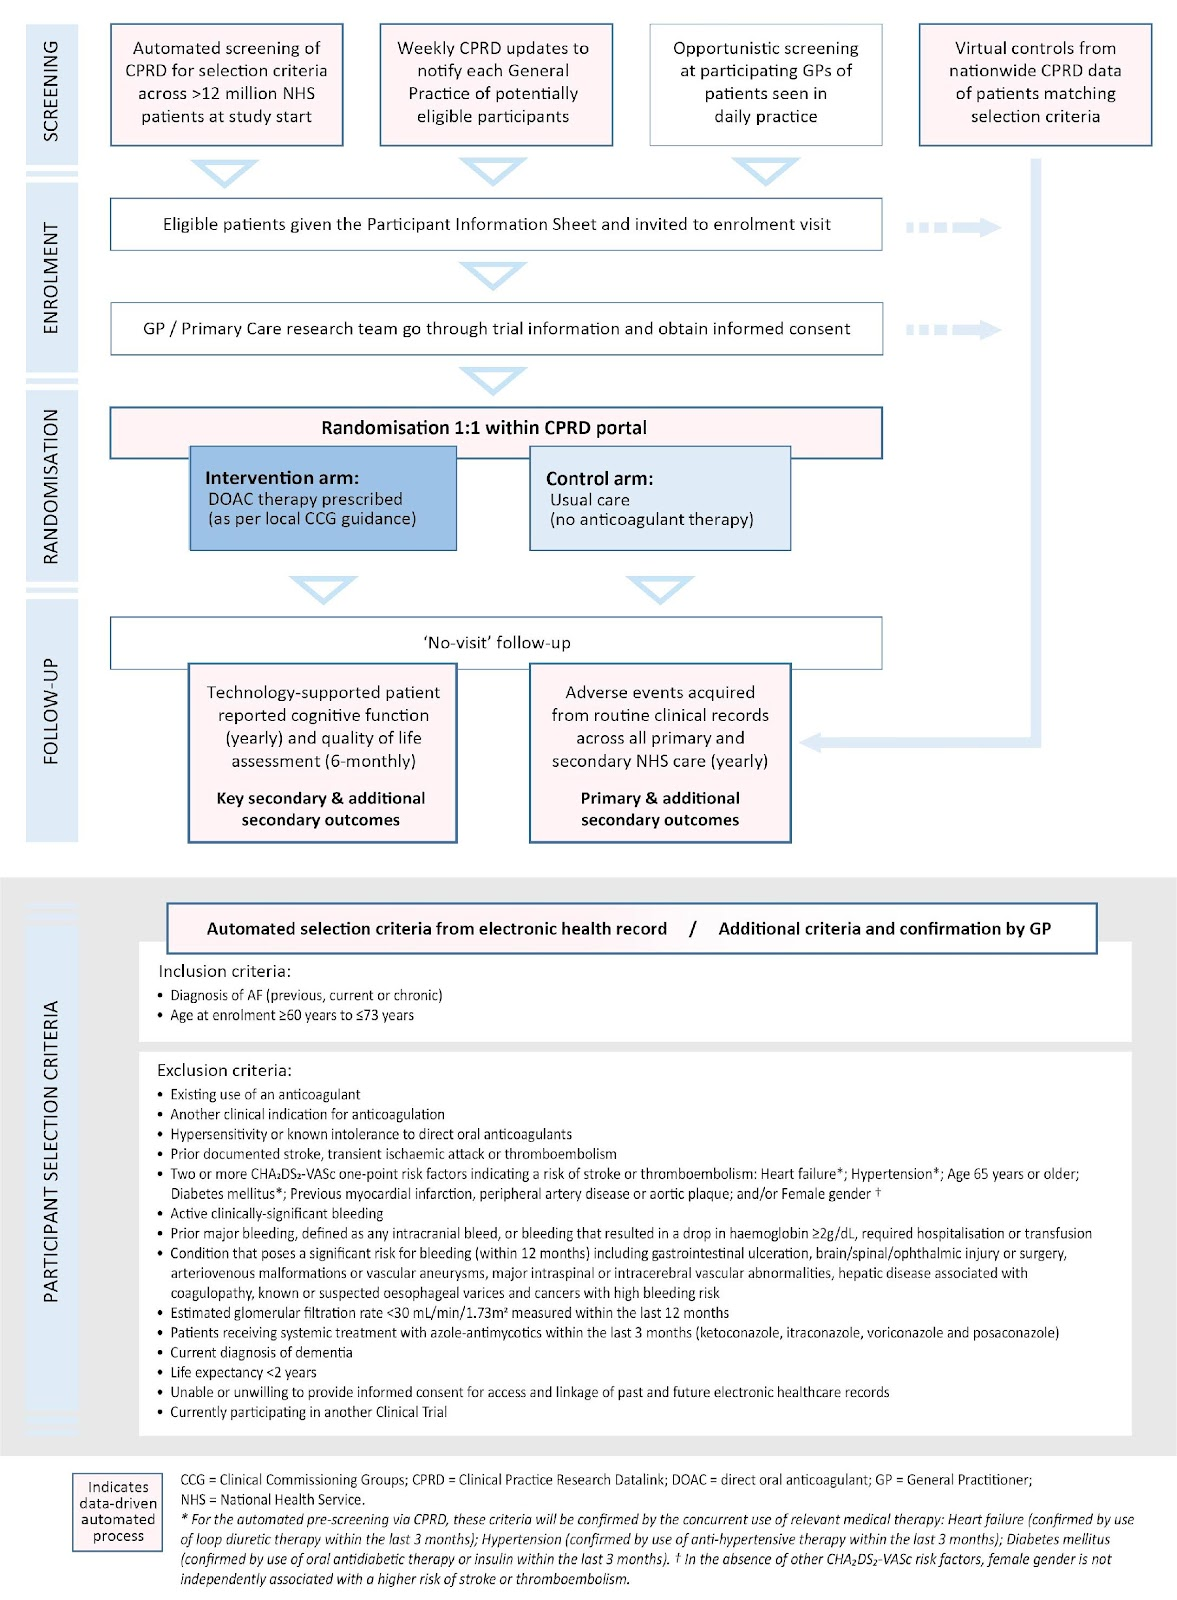 SCREENING
Automated screening of
CPRD for selection criteria
across >12 million NHS
patients at study start
Weekly CPRD updates to
notify each General
Practice of potentially
eligible participants
Opportunistic screening
at participating GPs of
patients seen in
daily practice
Virtual controls from
nationwide CPRD data
of patients matching
selection criteria
ENROLMENT
Eligible patients given the Participant Information Sheet and invited to enrolment visit
GP / Primary Care research team go through trial information and obtain informed consent
RANDOMISATION
Randomisation 1:1 within CPRD portal
Intervention arm:
DOAC therapy prescribed
(as per local CCG guidance)
Control arm:
Usual care
(no anticoagulant therapy)
FOLLOW-UP
‘No-visit’ follow-up
Technology-supported patient
reported cognitive function
(yearly) and quality of life
assessment (6-monthly)
Key secondary & additional
secondary outcomes
Adverse events acquired
from routine clinical records
across all primary and
secondary NHS care (yearly)
Primary & additional
secondary outcomes
PARTICIPANT SELECTION CRITERIA
Automated selection criteria from electronic health record / Additional criteria and confirmation by GP
Inclusion criteria:
• Diagnosis of AF (previous, current or chronic)
• Age at enrolment ≥60 years to ≤73 years
Exclusion criteria:
• Existing use of an anticoagulant
• Another clinical indication for anticoagulation
• Hypersensitivity or known intolerance to direct oral anticoagulants
• Prior documented stroke, transient ischaemic attack or thromboembolism
• Two or more CHA₂DS₂-VASc one-point risk factors indicating a risk of stroke or thromboembolism: Heart failure*; Hypertension*; Age 65 years or older;
Diabetes mellitus*; Previous myocardial infarction, peripheral artery disease or aortic plaque; and/or Female gender †
• Active clinically-significant bleeding
• Prior major bleeding, defined as any intracranial bleed, or bleeding that resulted in a drop in haemoglobin ≥2g/dL, required hospitalisation or transfusion
• Condition that poses a significant risk for bleeding (within 12 months) including gastrointestinal ulceration, brain/spinal/ophthalmic injury or surgery,
arteriovenous malformations or vascular aneurysms, major intraspinal or intracerebral vascular abnormalities, hepatic disease associated with
coagulopathy, known or suspected oesophageal varices and cancers with high bleeding risk
• Estimated glomerular filtration rate <30 mL/min/1.73m² measured within the last 12 months
• Patients receiving systemic treatment with azole-antimycotics within the last 3 months (ketoconazole, itraconazole, voriconazole and posaconazole)
• Current diagnosis of dementia
• Life expectancy <2 years
• Unable or unwilling to provide informed consent for access and linkage of past and future electronic healthcare records
• Currently participating in another Clinical Trial
Indicates
data-driven
automated
process
CCG = Clinical Commissioning Groups; CPRD = Clinical Practice Research Datalink; DOAC = direct oral anticoagulant; GP = General Practitioner;
NHS = National Health Service.
* For the automated pre-screening via CPRD, these criteria will be confirmed by the concurrent use of relevant medical therapy: Heart failure (confirmed by use
of loop diuretic therapy within the last 3 months); Hypertension (confirmed by use of anti-hypertensive therapy within the last 3 months); Diabetes mellitus
(confirmed by use of oral antidiabetic therapy or insulin within the last 3 months). † In the absence of other CHA₂DS₂-VASc risk factors, female gender is not
independently associated with a higher risk of stroke or thromboembolism.